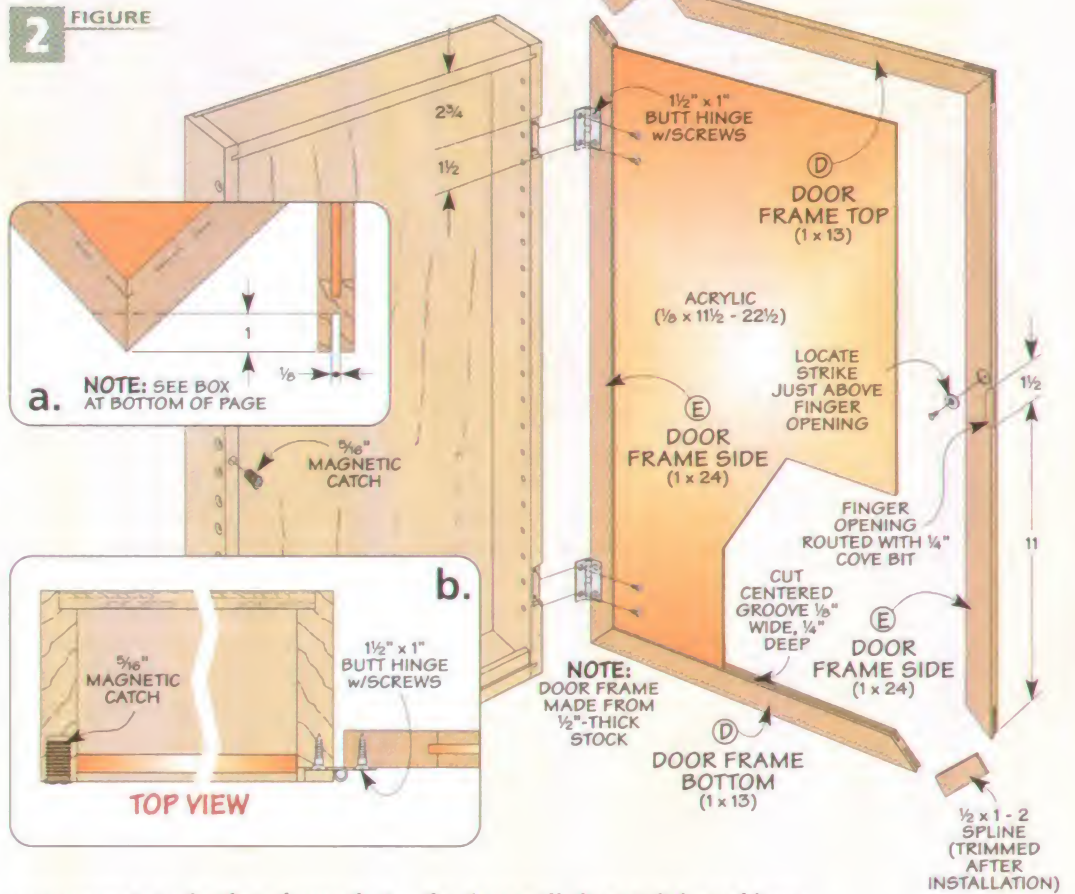 2 FIGURE
2¾
1½
1½" x 1"
BUTT HINGE
w/SCREWS
D
DOOR
FRAME TOP
(1 x 13)
ACRYLIC
(⅛ x 11½ - 22½)
LOCATE
STRIKE
JUST ABOVE
FINGER
OPENING
1½
11
E
DOOR
FRAME SIDE
(1 x 24)
FINGER
OPENING
ROUTED WITH ¼"
COVE BIT
1
⅛
a.
NOTE: SEE BOX
AT BOTTOM OF PAGE
5/16"
MAGNETIC
CATCH
CUT
CENTERED
GROOVE ⅛"
WIDE, ¼"
DEEP
E
DOOR
FRAME SIDE
(1 x 24)
NOTE:
DOOR FRAME
MADE FROM
½"-THICK
STOCK
D
DOOR FRAME
BOTTOM
(1 x 13)
½ x 1 - 2
SPLINE
(TRIMMED
AFTER
INSTALLATION)
b.
5/16"
MAGNETIC
CATCH
1½" x 1"
BUTT HINGE
w/SCREWS
TOP VIEW